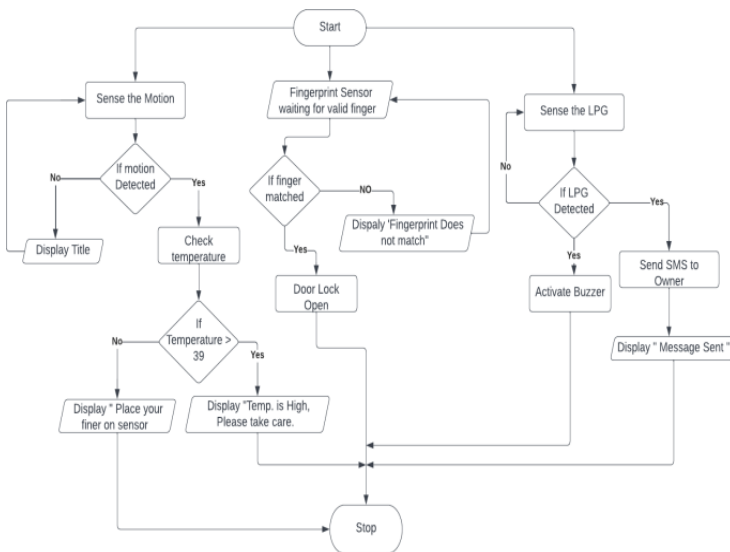 Start
Sense the Motion
Fingerprint Sensor
waiting for valid finger
Sense the LPG
If motion
Detected
No
Yes
Display Title
Check
temperature
If
Temperature >
39
No
Yes
Display " Place your
finer on sensor
Display "Temp. is High,
Please take care.
If finger
matched
NO
Dispaly 'Fingerprint Does
not match"
Yes
Door Lock
Open
No
If LPG
Detected
Yes
Yes
Activate Buzzer
Send SMS to
Owner
Display " Message Sent "
Stop